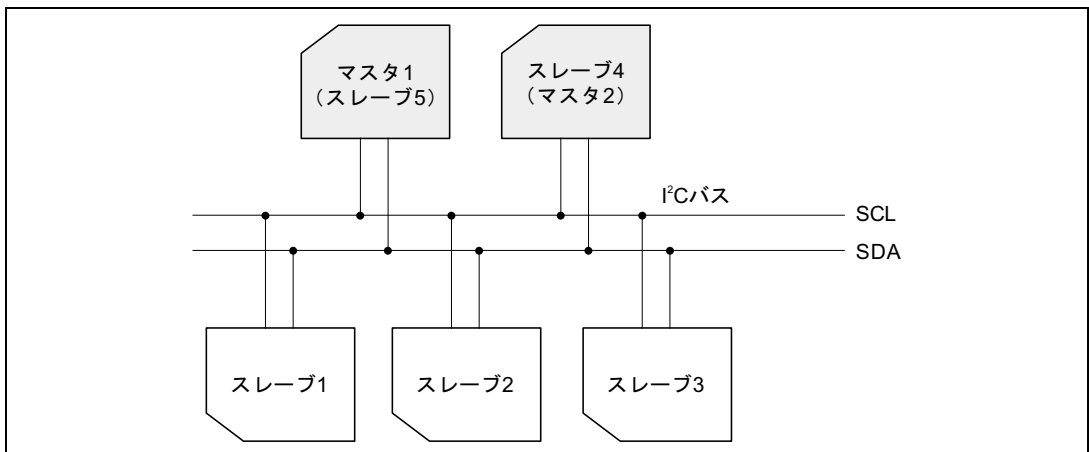 マスタ1
（スレーブ5）
スレーブ4
（マスタ2）
I²Cバス
SCL
SDA
スレーブ1
スレーブ2
スレーブ3